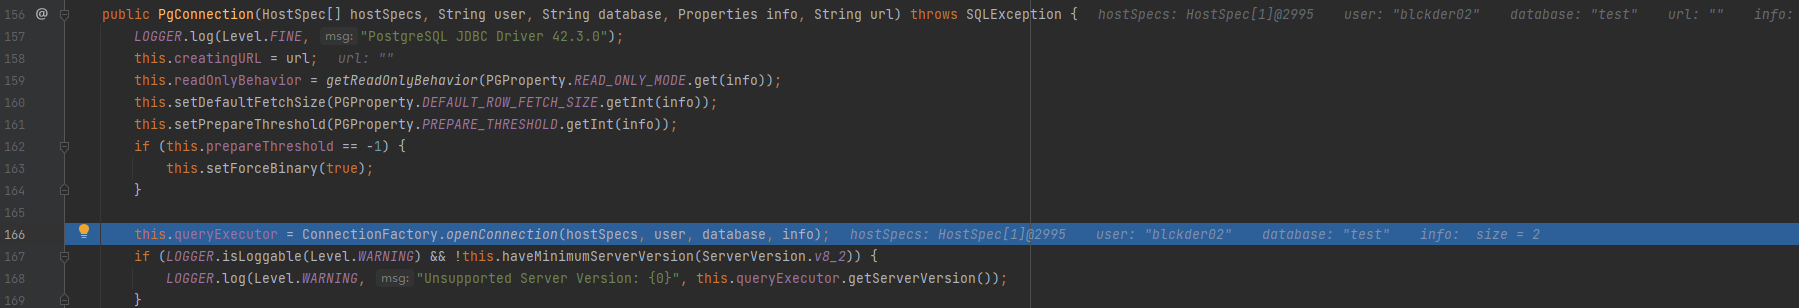 156 @ public PgConnection(HostSpec[] hostSpecs, String user, String database, Properties info, String url) throws SQLException { hostSpecs: HostSpec[1]@2995 user: "blckder02" database: "test" url: "" info:
157 LOGGER.log(Level.FINE, msg: "PostgreSQL JDBC Driver 42.3.0");
158 this.creatingURL = url; url: ""
159 this.readOnlyBehavior = getReadOnlyBehavior(PGProperty.READ_ONLY_MODE.get(info));
160 this.setDefaultFetchSize(PGProperty.DEFAULT_ROW_FETCH_SIZE.getInt(info));
161 this.setPrepareThreshold(PGProperty.PREPARE_THRESHOLD.getInt(info));
162 if (this.prepareThreshold == -1) {
163 this.setForceBinary(true);
164 }
165
166 this.queryExecutor = ConnectionFactory.openConnection(hostSpecs, user, database, info); hostSpecs: HostSpec[1]@2995 user: "blckder02" database: "test" info: size = 2
167 if (LOGGER.isLoggable(Level.WARNING) && !this.haveMinimumServerVersion(ServerVersion.v8_2)) {
168 LOGGER.log(Level.WARNING, msg: "Unsupported Server Version: {0}", this.queryExecutor.getServerVersion());
169 }